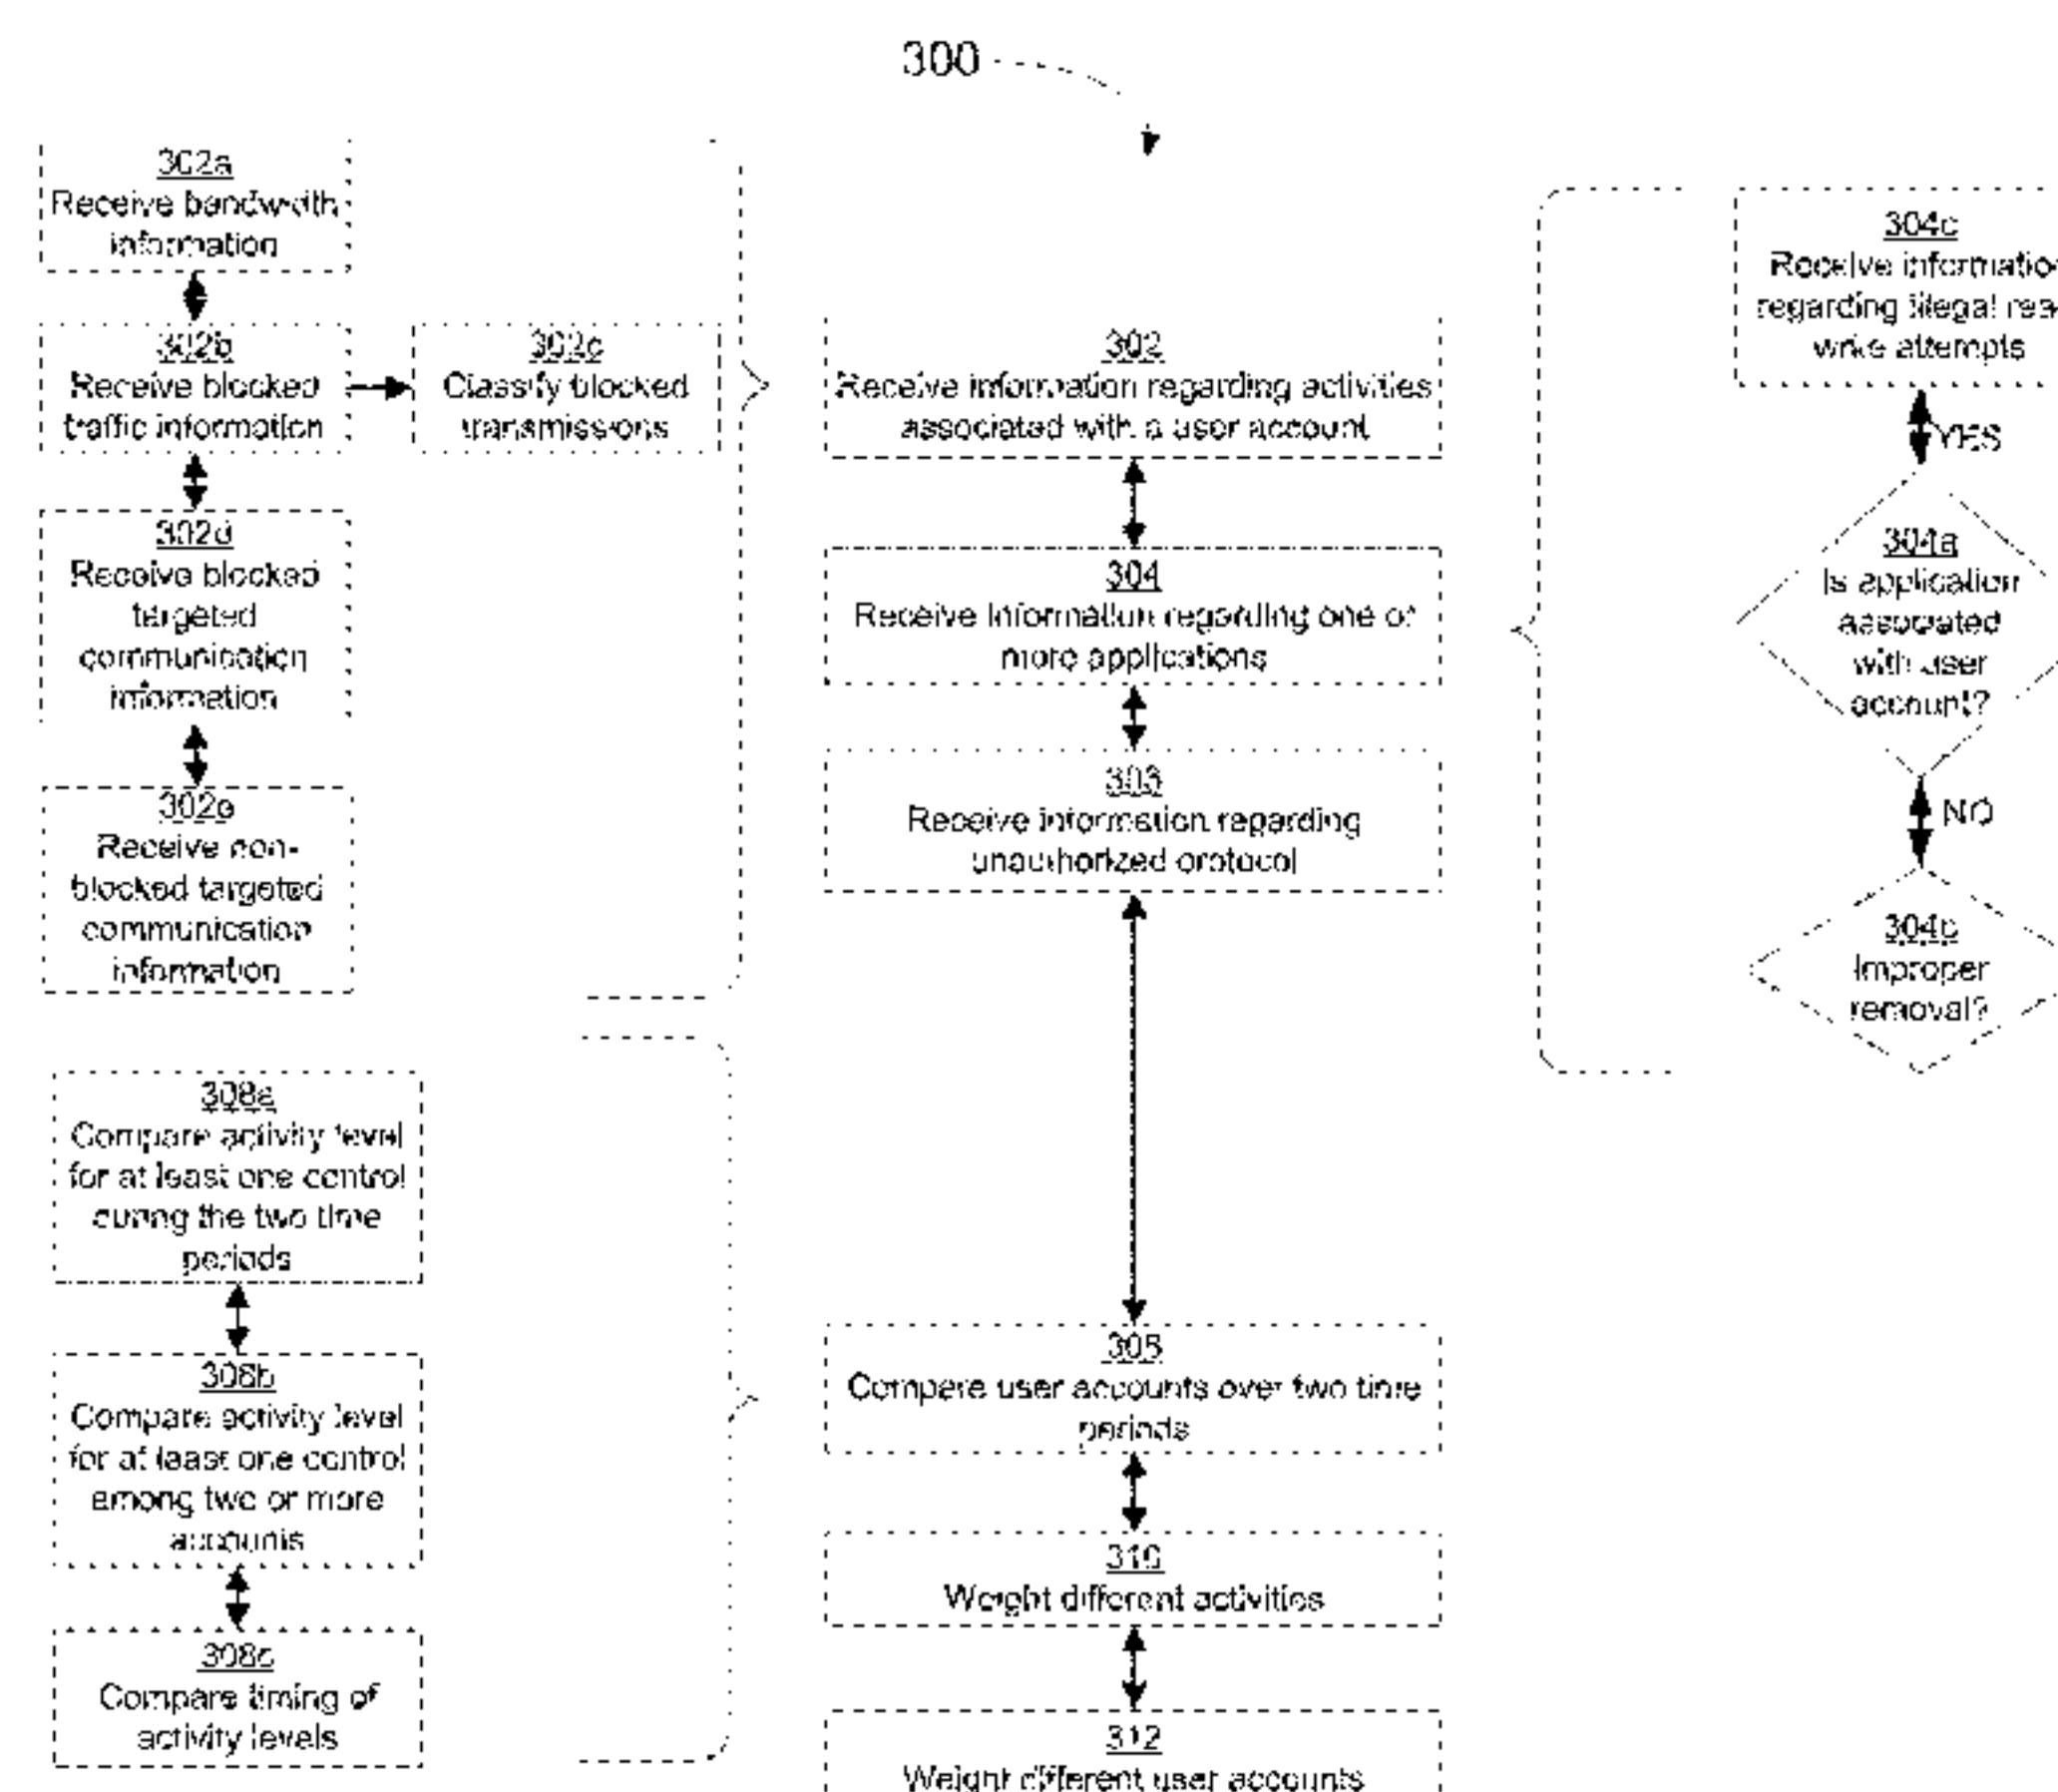 300
302a
Receive bandwidth
information
302b
Receive blocked
traffic information
302c
Classify blocked
transmissions
302d
Receive blocked
targeted
communication
information
302e
Receive non-
blocked targeted
communication
information
308a
Compare activity level
for at least one control
during the two time
periods
308b
Compare activity level
for at least one control
among two or more
accounts
308c
Compare timing of
activity levels
302
Receive information regarding activities
associated with a user account
304
Receive information regarding one or
more applications
Receive information regarding
unauthorized protocol
Compare user accounts over two time
periods
310
Weight different activities
312
Weight different user accounts
304c
Receive informatio
regarding illegal rea
write attempts
YES
304a
Is application
associated
with user
account?
NO
304b
Improper
removal?